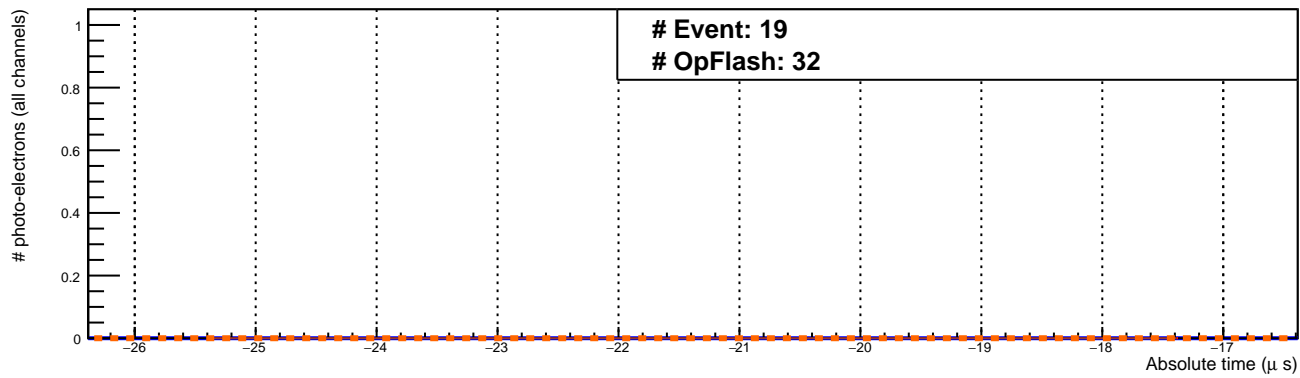 # Event: 19
# OpFlash: 32
# photo-electrons (all channels)
1
0.8
0.6
0.4
0.2
0
−26 −25 −24 −23 −22 −21 −20 −19 −18 −17
Absolute time (μ s)